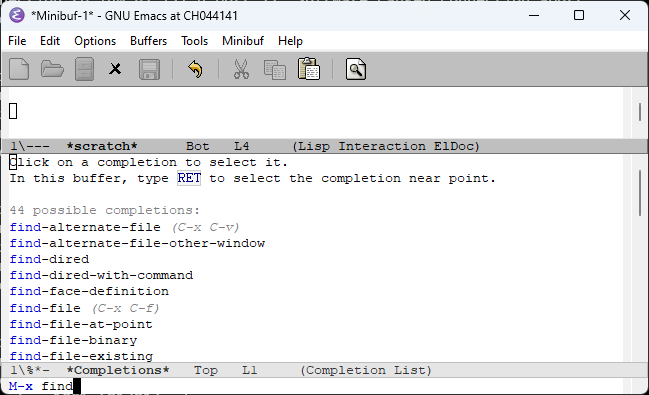 *Minibuf-1* - GNU Emacs at CH044141
File Edit Options Buffers Tools Minibuf Help
1\--- *scratch* Bot L4 (Lisp Interaction ElDoc)
Click on a completion to select it.
In this buffer, type RET to select the completion near point.
44 possible completions:
find-alternate-file (C-x C-v)
find-alternate-file-other-window
find-dired
find-dired-with-command
find-face-definition
find-file (C-x C-f)
find-file-at-point
find-file-binary
find-file-existing
1\%*- *Completions* Top L1 (Completion List)
M-x find